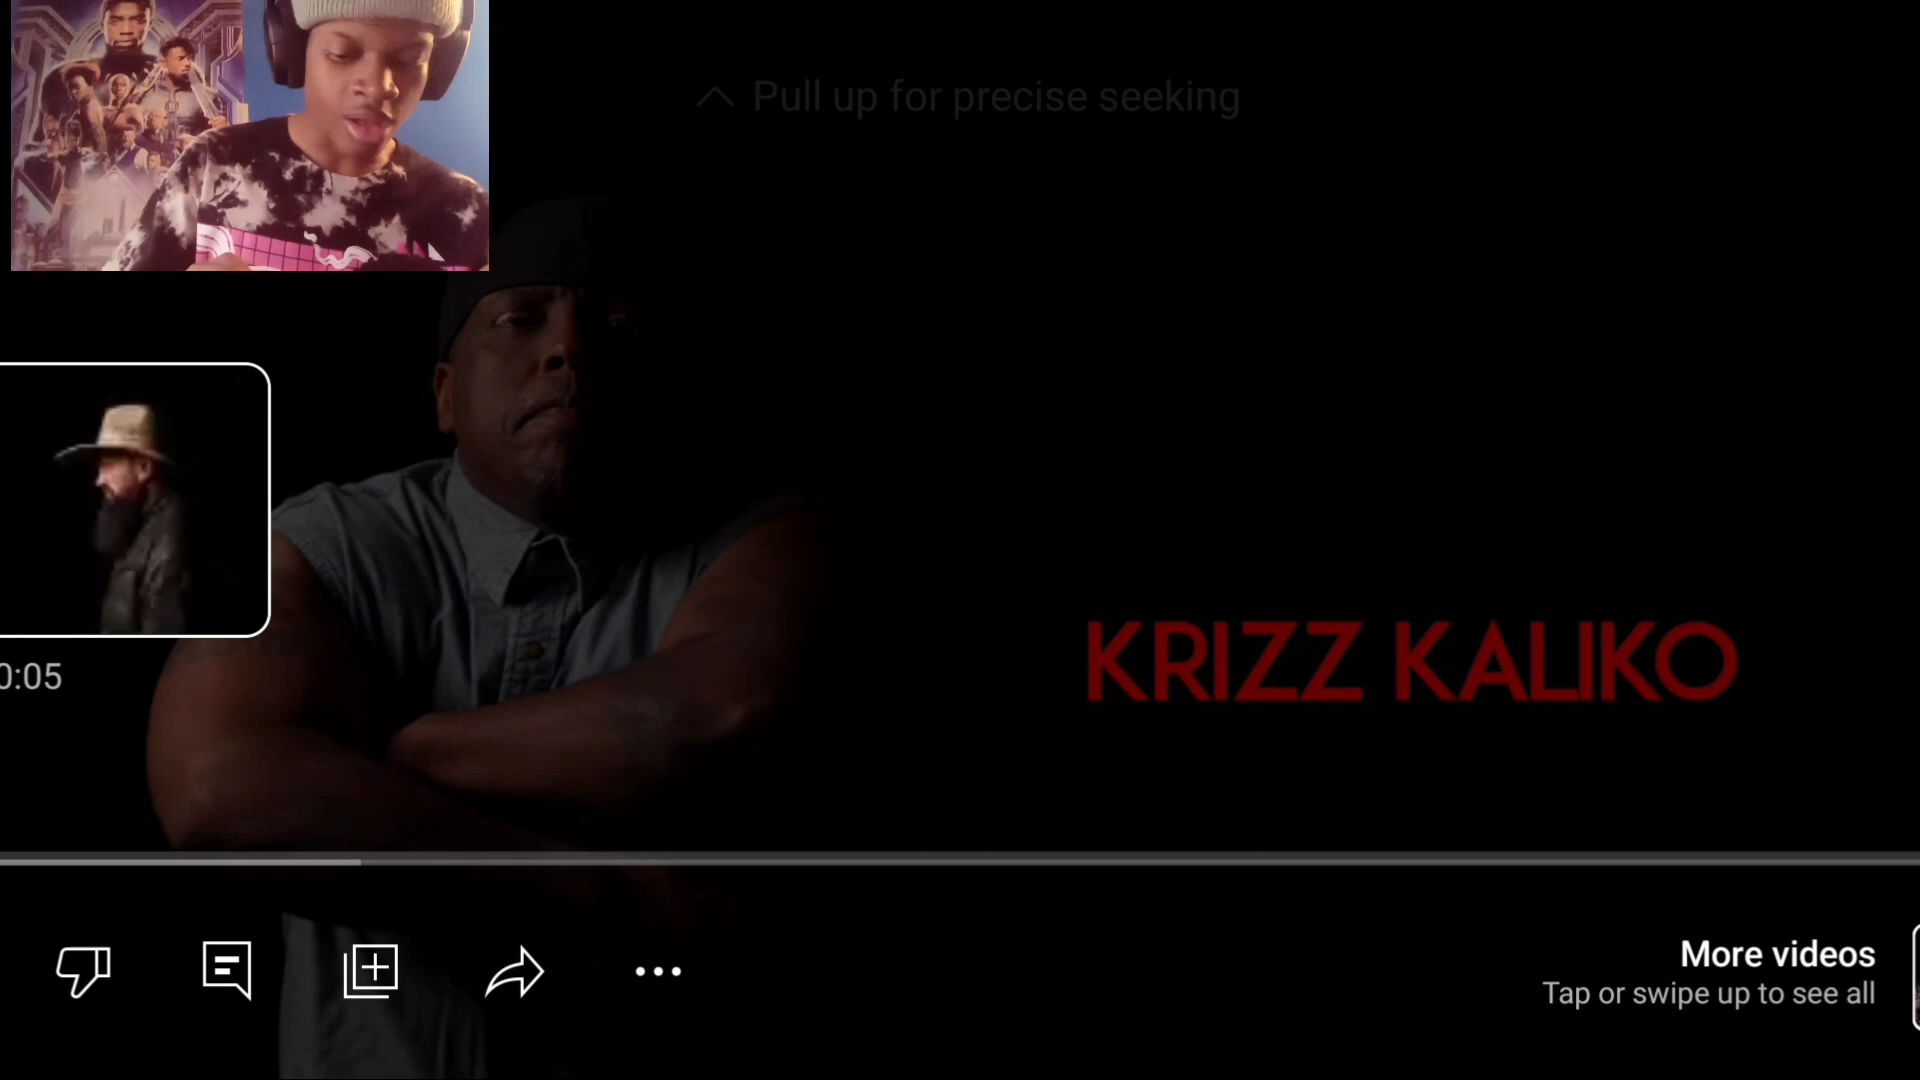 Pull up for precise seeking
0:05
KRIZZ KALIKO
More videos
Tap or swipe up to see all